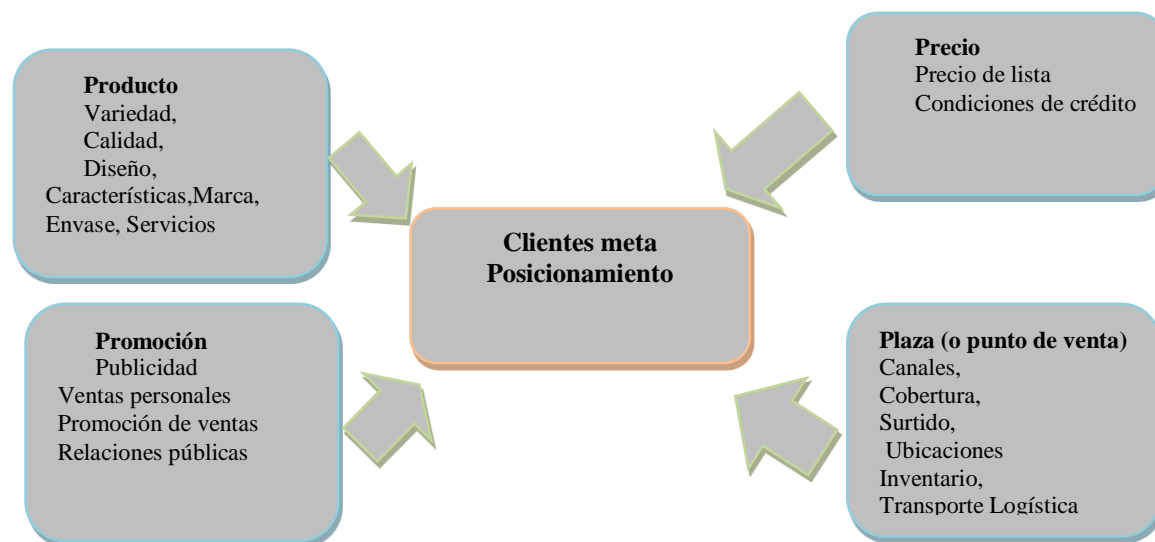 Producto
Variedad,
Calidad,
Diseño,
Características,Marca,
Envase, Servicios
Precio
Precio de lista
Condiciones de crédito
Clientes meta
Posicionamiento
Promoción
Publicidad
Ventas personales
Promoción de ventas
Relaciones públicas
Plaza (o punto de venta)
Canales,
Cobertura,
Surtido,
Ubicaciones
Inventario,
Transporte Logística